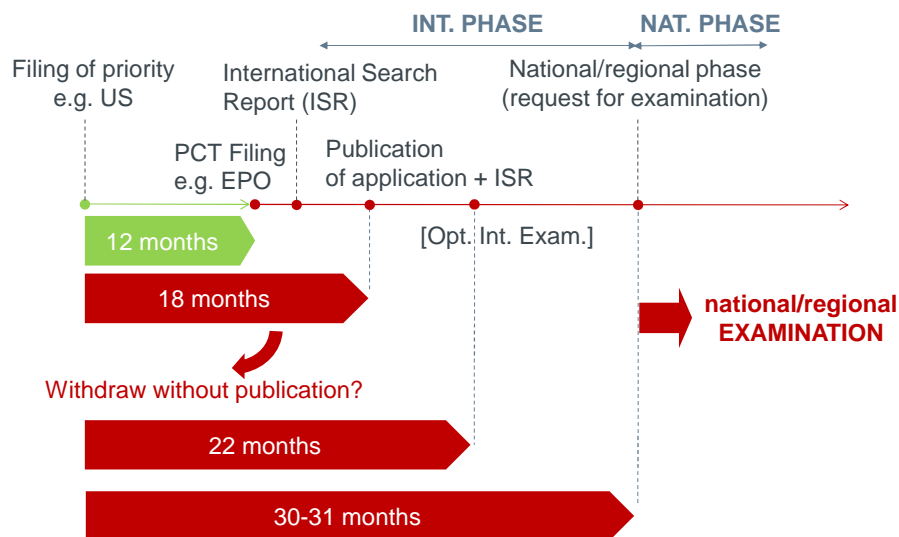 INT. PHASE
NAT. PHASE
Filing of priority
e.g. US
International Search
Report (ISR)
National/regional phase
(request for examination)
PCT Filing
e.g. EPO
Publication
of application + ISR
12 months
[Opt. Int. Exam.]
18 months
national/regional
EXAMINATION
Withdraw without publication?
22 months
30-31 months